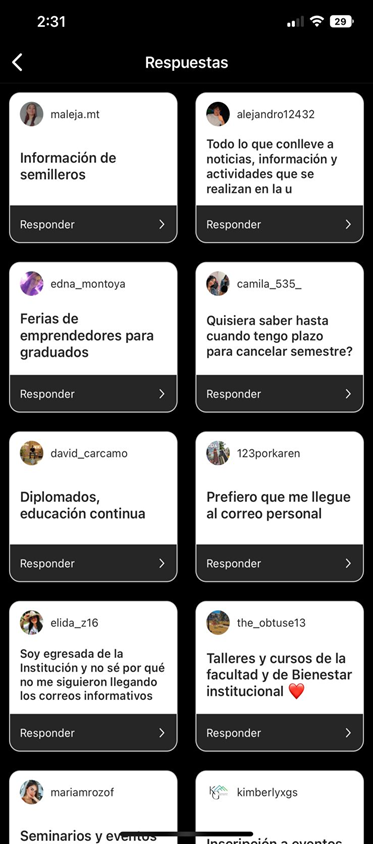 2:31
29
Respuestas
maleja.mt
Información de
semilleros
Responder
alejandro12432
Todo lo que conlleve a
noticias, información y
actividades que se
realizan en la u
Responder
edna_montoya
Ferias de
emprendedores para
graduados
Responder
camila_535_
Quisiera saber hasta
cuando tengo plazo
para cancelar semestre?
Responder
david_carcamo
Diplomados,
educación continua
Responder
123porkaren
Prefiero que me llegue
al correo personal
Responder
elida_z16
Soy egresada de la
Institución y no sé por qué
no me siguieron llegando
los correos informativos
Responder
the_obtuse13
Talleres y cursos de la
facultad y de Bienestar
institucional ❤️
Responder
mariamrozof
Seminarios y eventos
kimberlyxgs
Inscripción a eventos